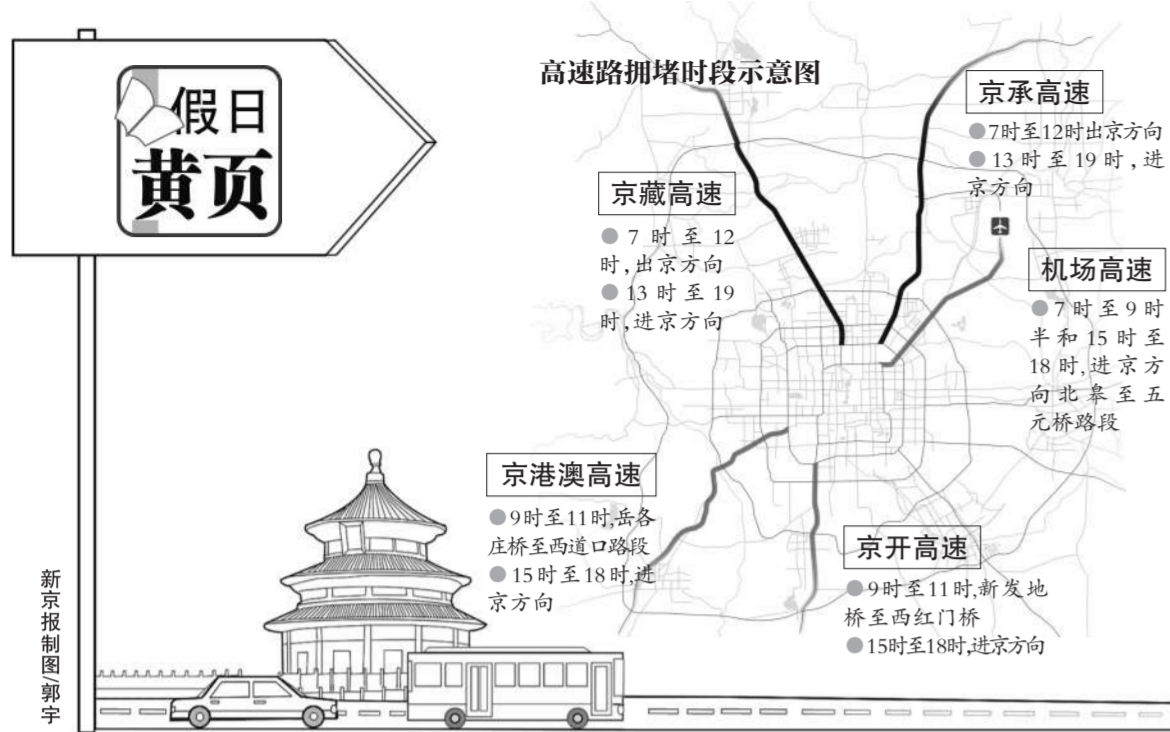 假日
黄页
高速路拥堵时段示意图
京承高速
●7时至12时出京方向
●13时至19时,进
京方向
京藏高速
●7时至12
时,出京方向
●13时至19
时,进京方向
机场高速
●7时至9时
半和15时至
18时,进京方
向北皋至五
元桥路段
京港澳高速
●9时至11时,岳各
庄桥至西道口路段
●15时至18时,进
京方向
京开高速
●9时至11时,新发地
桥至西红门桥
●15时至18时,进京方向
新京报制图/郭宇